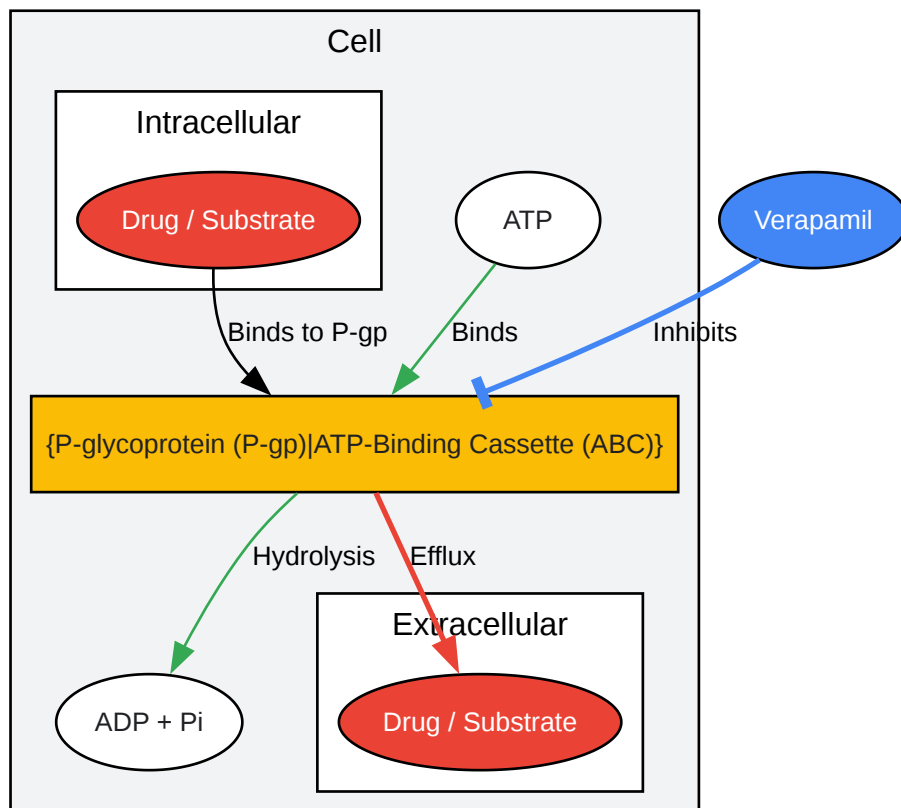 Cell
Intracellular
Drug / Substrate
ATP
Verapamil
Binds to P-gp
Binds
Inhibits
{P-glycoprotein (P-gp)|ATP-Binding Cassette (ABC)}
Hydrolysis
Efflux
Extracellular
ADP + Pi
Drug / Substrate